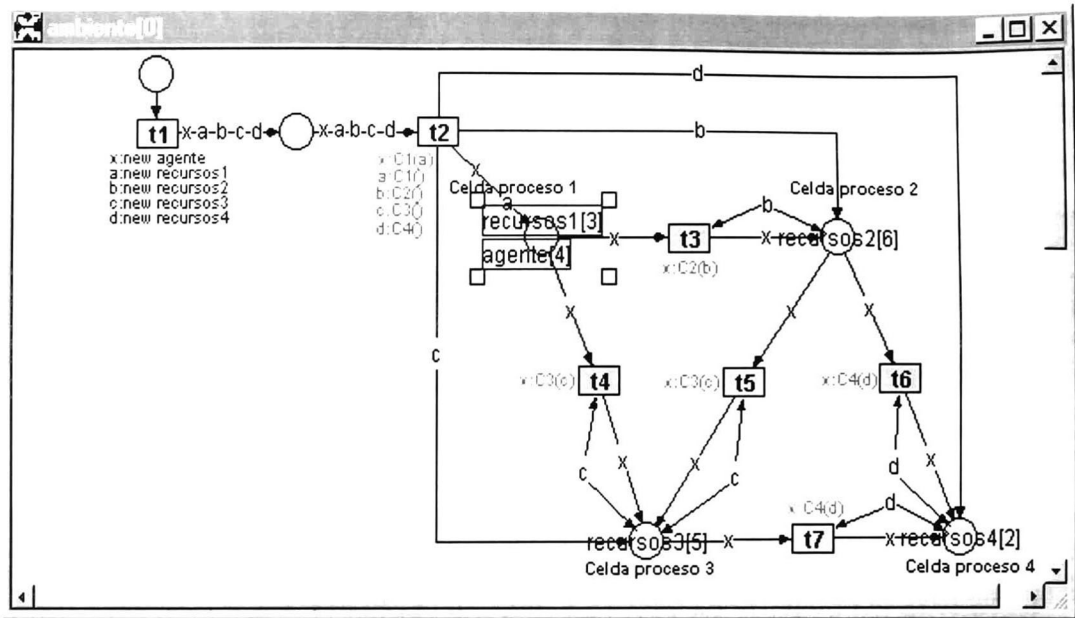 ambiente[0]
d
t1
x-a-b-c-d
x-a-b-c-d
t2
b
x:new agente
a:new recursos1
b:new recursos2
c:new recursos3
d:new recursos4
x:C1(a)
a:C1()
b:C2()
c:C3()
d:C4()
x
Celda proceso 1
Celda proceso 2
a
recursos1[3]
agente[4]
x
t3
b
x
recursos2[6]
x:C2(b)
x
x
x
c
x:C3(c)
t4
x:C3(c)
t5
x:C4(d)
t6
c
x
x
c
d
x
x:C4(d)
d
recursos3[5]
x
t7
x
recursos4[2]
Celda proceso 3
Celda proceso 4